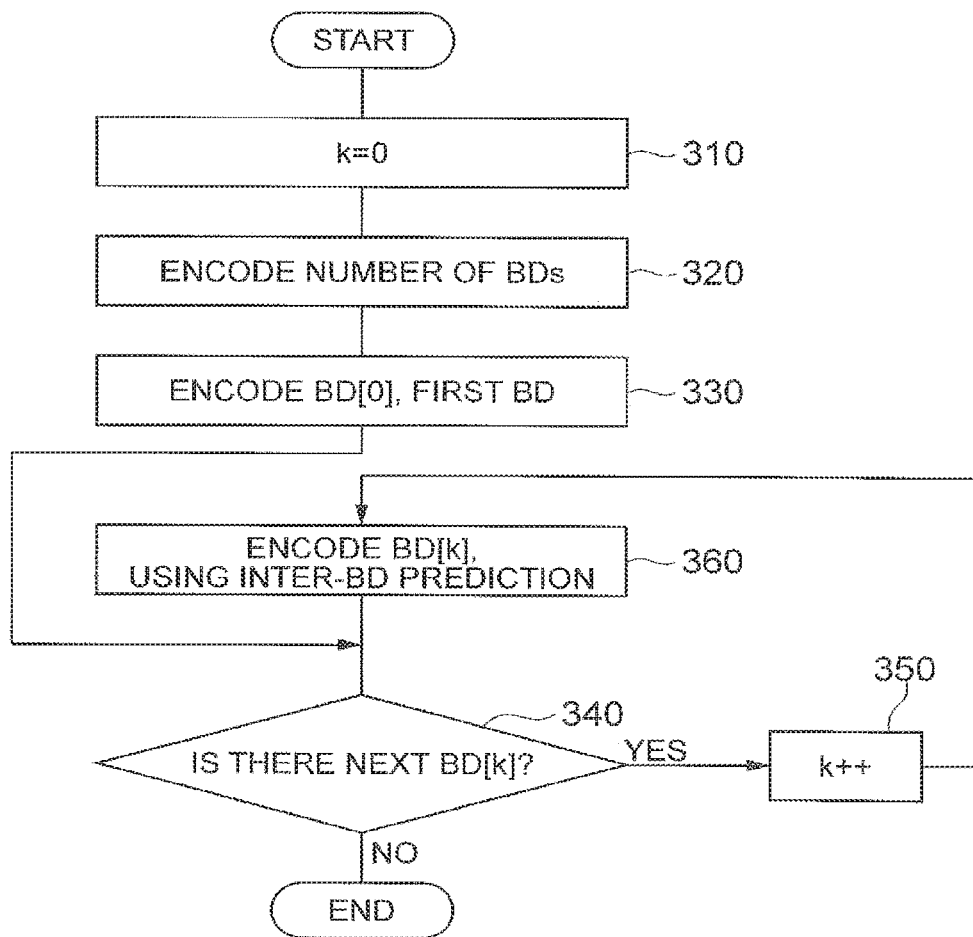 START
k=0
310
ENCODE NUMBER OF BDs
320
ENCODE BD[0], FIRST BD
330
ENCODE BD[k],
USING INTER-BD PREDICTION
360
350
340
IS THERE NEXT BD[k]?
YES
k++
NO
END